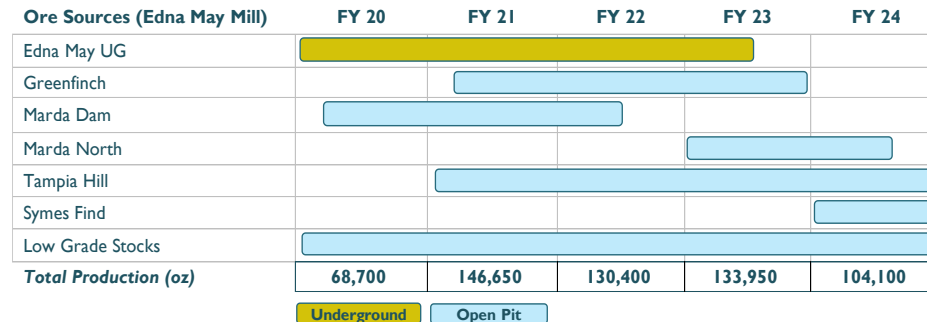 Ore Sources (Edna May Mill) FY 20 FY 21 FY 22 FY 23 FY 24
Edna May UG
Greenfinch
Marda Dam
Marda North
Tampia Hill
Symes Find
Low Grade Stocks
Total Production (oz) 68,700 146,650 130,400 133,950 104,100
Underground Open Pit